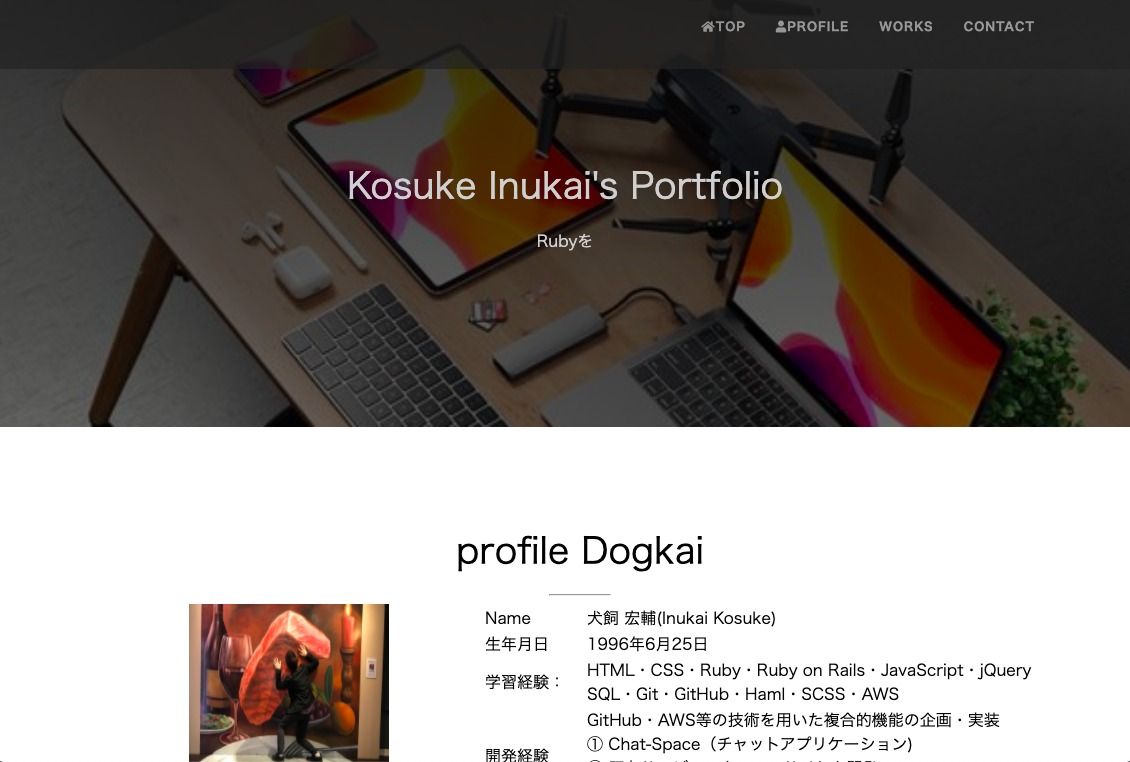 TOP PROFILE WORKS CONTACT
Kosuke Inukai's Portfolio
Rubyを
profile Dogkai
Name 犬飼 宏輔(Inukai Kosuke)
生年月日 1996年6月25日
学習経験： HTML・CSS・Ruby・Ruby on Rails・JavaScript・jQuery
SQL・Git・GitHub・Haml・SCSS・AWS
GitHub・AWS等の技術を用いた複合的機能の企画・実装
① Chat-Space（チャットアプリケーション)
開発経験